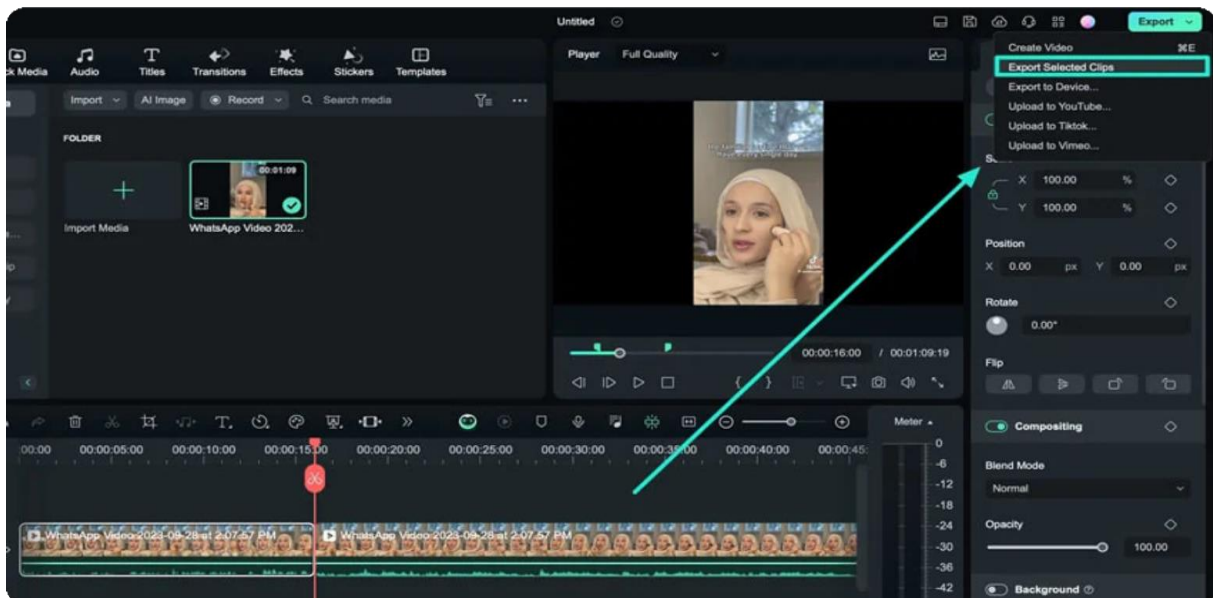 Untitled
Export
ck Media
Audio
Titles
Transitions
Effects
Stickers
Templates
Player
Full Quality
Create Video ⌘E
Export Selected Clips
Export to Device...
Upload to YouTube...
Upload to Tiktok...
Upload to Vimeo...
Import
AI Image
Record
Search media
FOLDER
Import Media
00:01:09
WhatsApp Video 202...
X 100.00 %
Y 100.00 %
Position
X 0.00 px Y 0.00 px
Rotate
0.00°
Flip
00:00:16:00 / 00:01:09:19
Compositing
Blend Mode
Normal
Opacity
100.00
Background
Meter
0
-6
-12
-18
-24
-30
-36
-42
:00:00 00:00:05:00 00:00:10:00 00:00:15:00 00:00:20:00 00:00:25:00 00:00:30:00 00:00:35:00 00:00:40:00 00:00:45:
WhatsApp Video 2023-09-28 at 2.07.57 PM
WhatsApp Video 2023-09-28 at 2.07.57 PM